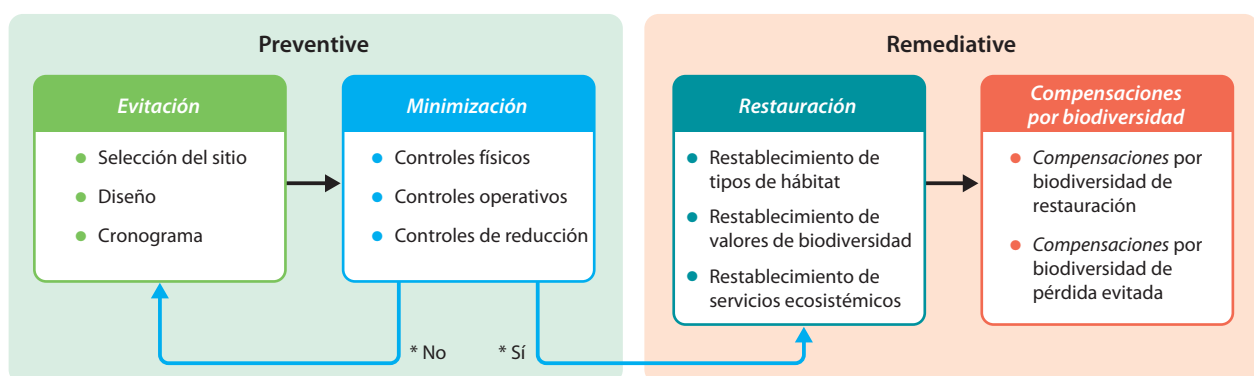 Preventive
Evitación
Selección del sitio
Diseño
Cronograma
Minimización
Controles físicos
Controles operativos
Controles de reducción
* No
* Sí
Remediative
Restauración
Restablecimiento de
tipos de hábitat
Restablecimiento de
valores de biodiversidad
Restablecimiento de
servicios ecosistémicos
Compensaciones
por biodiversidad
Compensaciones por
biodiversidad de
restauración
Compensaciones por
biodiversidad de
pérdida evitada